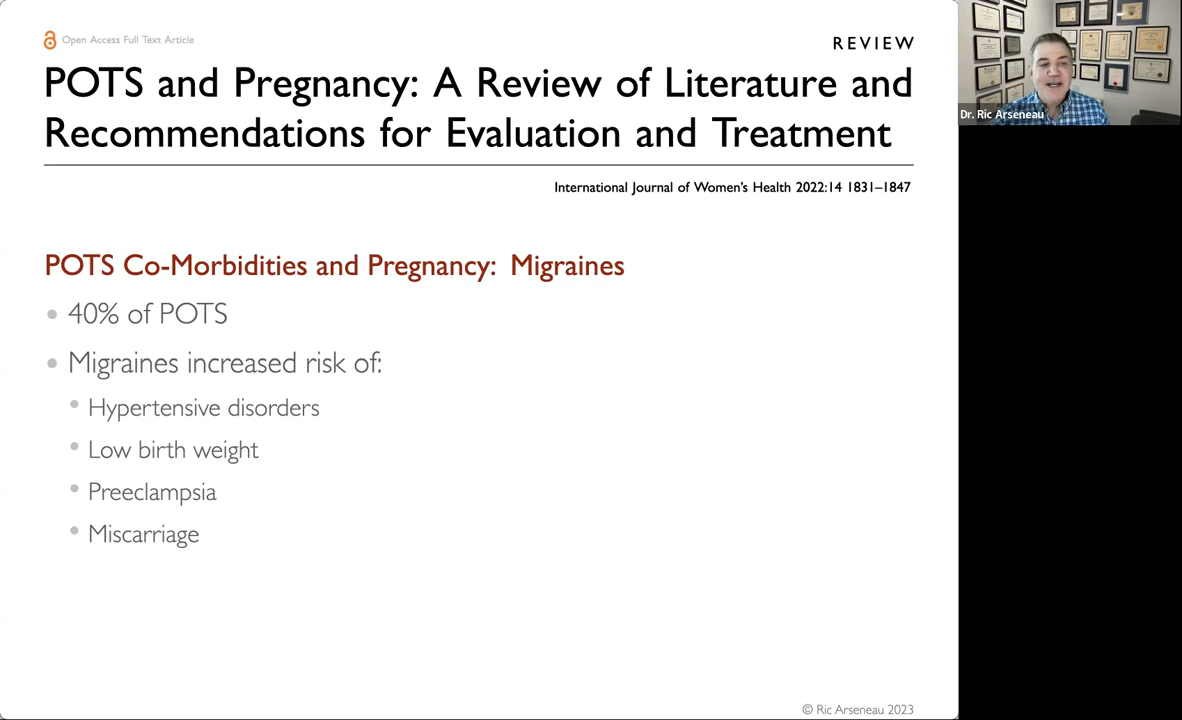 Open Access Full Text Article
REVIEW
POTS and Pregnancy: A Review of Literature and
Recommendations for Evaluation and Treatment
International Journal of Women's Health 2022:14 1831–1847
POTS Co-Morbidities and Pregnancy: Migraines
• 40% of POTS
• Migraines increased risk of:
• Hypertensive disorders
• Low birth weight
• Preeclampsia
• Miscarriage
© Ric Arseneau 2023
Dr. Ric Arseneau